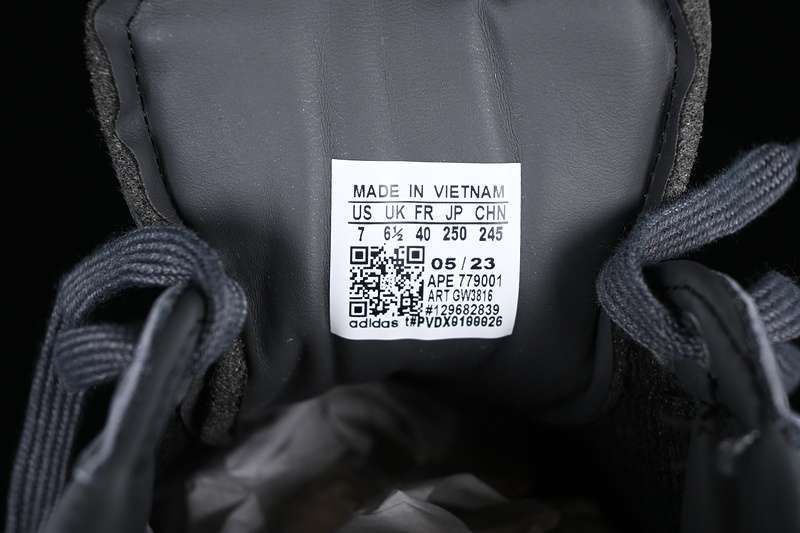 MADE IN VIETNAM
US UK FR JP CHN
7 6½ 40 250 245
05/23
APE 779001
ART GW3816
#129682839
adidas t#PVDX0100026